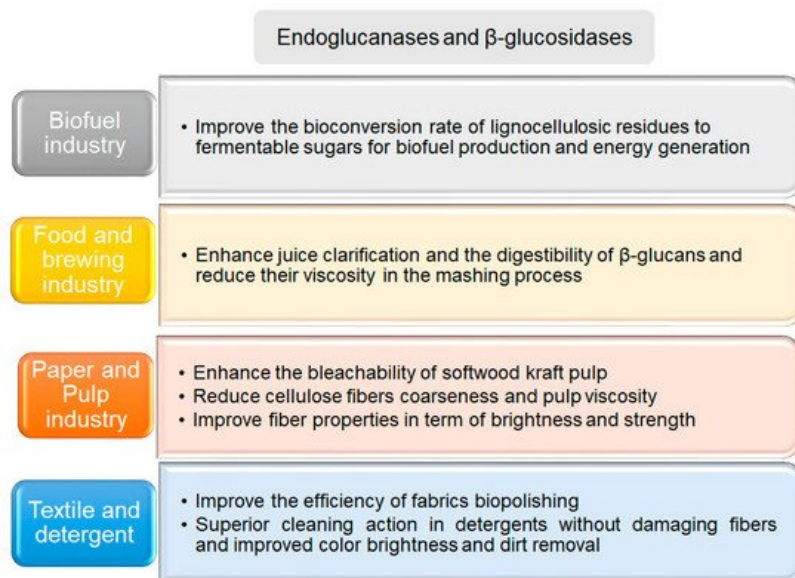 Endoglucanases and β-glucosidases
Biofuel
industry
• Improve the bioconversion rate of lignocellulosic residues to
fermentable sugars for biofuel production and energy generation
Food and
brewing
industry
• Enhance juice clarification and the digestibility of β-glucans and
reduce their viscosity in the mashing process
Paper and
Pulp
industry
• Enhance the bleachability of softwood kraft pulp
• Reduce cellulose fibers coarseness and pulp viscosity
• Improve fiber properties in term of brightness and strength
Textile and
detergent
• Improve the efficiency of fabrics biopolishing
• Superior cleaning action in detergents without damaging fibers
and improved color brightness and dirt removal